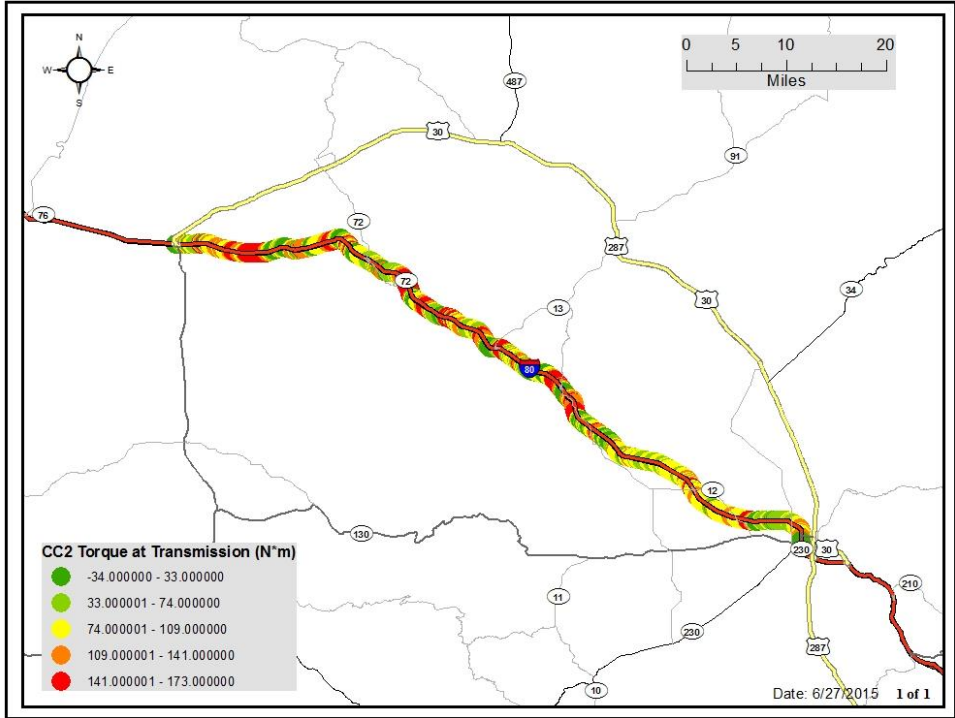 N
W E
S
0 5 10 20
Miles
487
30
91
76
72
287
72
30
34
13
80
12
130
230
30
210
11
230
287
10
CC2 Torque at Transmission (N*m)
-34.000000 - 33.000000
33.000001 - 74.000000
74.000001 - 109.000000
109.000001 - 141.000000
141.000001 - 173.000000
Date: 6/27/2015 1 of 1